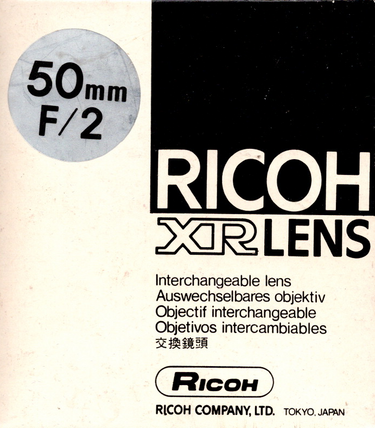 50mm
F/2
RICOH
XR LENS
Interchangeable lens
Auswechselbares objektiv
Objectif interchangeable
Objetivos intercambiables
交換鏡頭
RICOH
RICOH COMPANY, LTD. TOKYO, JAPAN